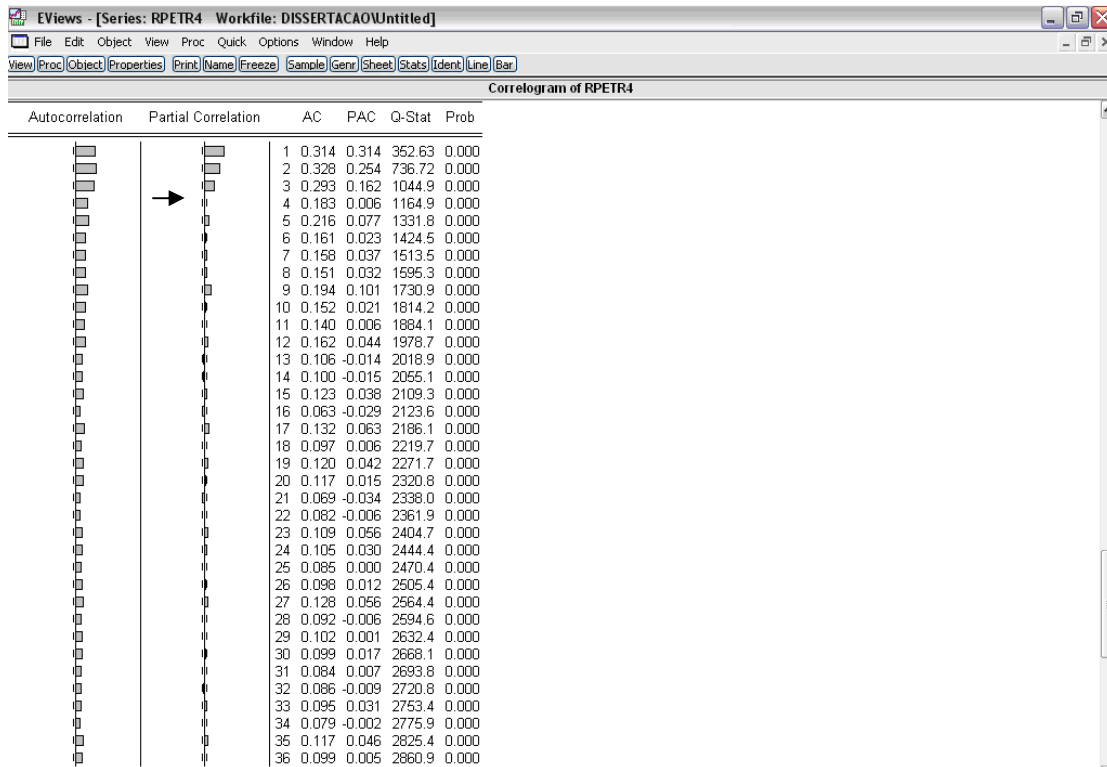 EViews - [Series: RPETR4 Workfile: DISSERTACAO\Untitled]
File Edit Object View Proc Quick Options Window Help
View Proc Object Properties Print Name Freeze Sample Genr Sheet Stats Ident Line Bar
Correlogram of RPETR4
Autocorrelation Partial Correlation AC PAC Q-Stat Prob
1 0.314 0.314 352.63 0.000
2 0.328 0.254 736.72 0.000
3 0.293 0.162 1044.9 0.000
4 0.183 0.006 1164.9 0.000
5 0.216 0.077 1331.8 0.000
6 0.161 0.023 1424.5 0.000
7 0.158 0.037 1513.5 0.000
8 0.151 0.032 1595.3 0.000
9 0.194 0.101 1730.9 0.000
10 0.152 0.021 1814.2 0.000
11 0.140 0.006 1884.1 0.000
12 0.162 0.044 1978.7 0.000
13 0.106 -0.014 2018.9 0.000
14 0.100 -0.015 2055.1 0.000
15 0.123 0.038 2109.3 0.000
16 0.063 -0.029 2123.6 0.000
17 0.132 0.063 2186.1 0.000
18 0.097 0.006 2219.7 0.000
19 0.120 0.042 2271.7 0.000
20 0.117 0.015 2320.8 0.000
21 0.069 -0.034 2338.0 0.000
22 0.082 -0.006 2361.9 0.000
23 0.109 0.056 2404.7 0.000
24 0.105 0.030 2444.4 0.000
25 0.085 0.000 2470.4 0.000
26 0.098 0.012 2505.4 0.000
27 0.128 0.056 2564.4 0.000
28 0.092 -0.006 2594.6 0.000
29 0.102 0.001 2632.4 0.000
30 0.099 0.017 2668.1 0.000
31 0.084 0.007 2693.8 0.000
32 0.086 -0.009 2720.8 0.000
33 0.095 0.031 2753.4 0.000
34 0.079 -0.002 2775.9 0.000
35 0.117 0.046 2825.4 0.000
36 0.099 0.005 2860.9 0.000